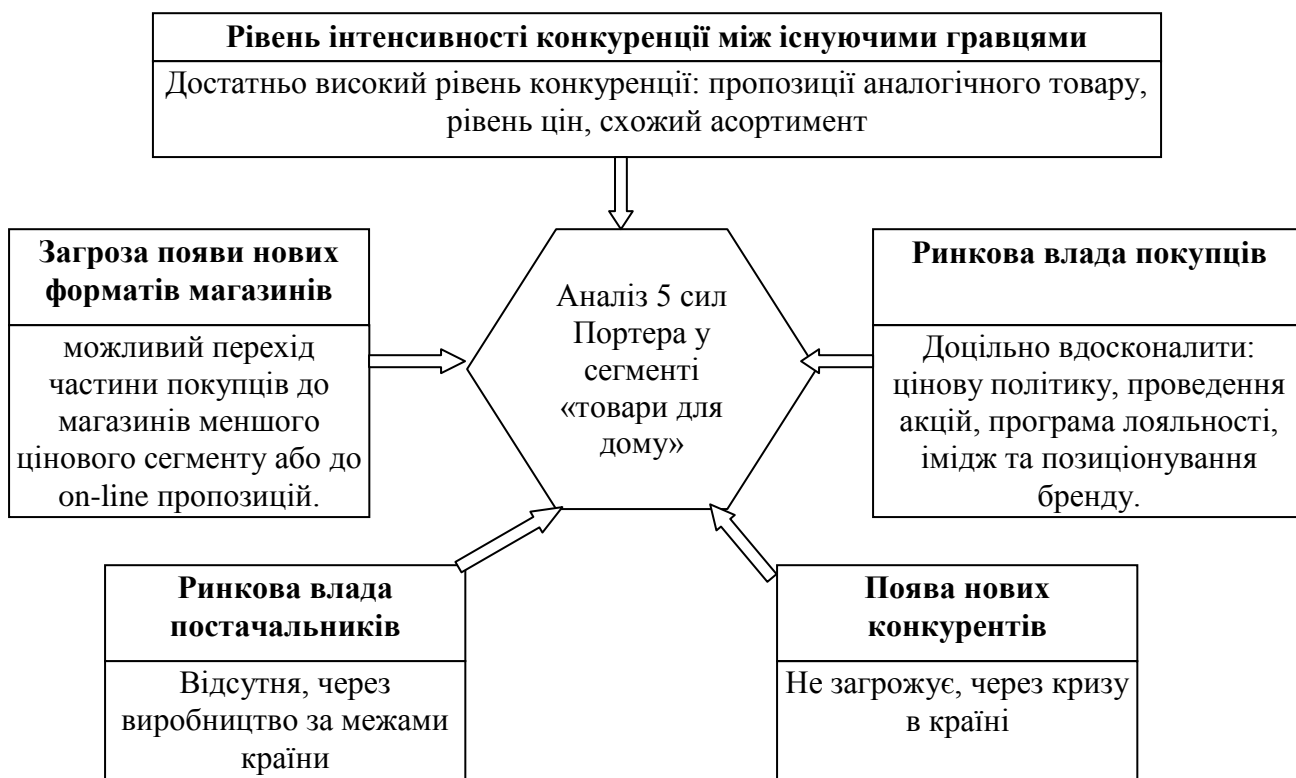 Рівень інтенсивності конкуренції між існуючими гравцями
Достатньо високий рівень конкуренції: пропозиції аналогічного товару,
рівень цін, схожий асортимент
Загроза появи нових
форматів магазинів
можливий перехід
частини покупців до
магазинів меншого
цінового сегменту або до
on-line пропозицій.
Аналіз 5 сил
Портера у
сегменті
«товари для
дому»
Ринкова влада покупців
Доцільно вдосконалити:
цінову політику, проведення
акцій, програма лояльності,
імідж та позиціонування
бренду.
Ринкова влада
постачальників
Відсутня, через
виробництво за межами
країни
Поява нових
конкурентів
Не загрожує, через кризу
в країні